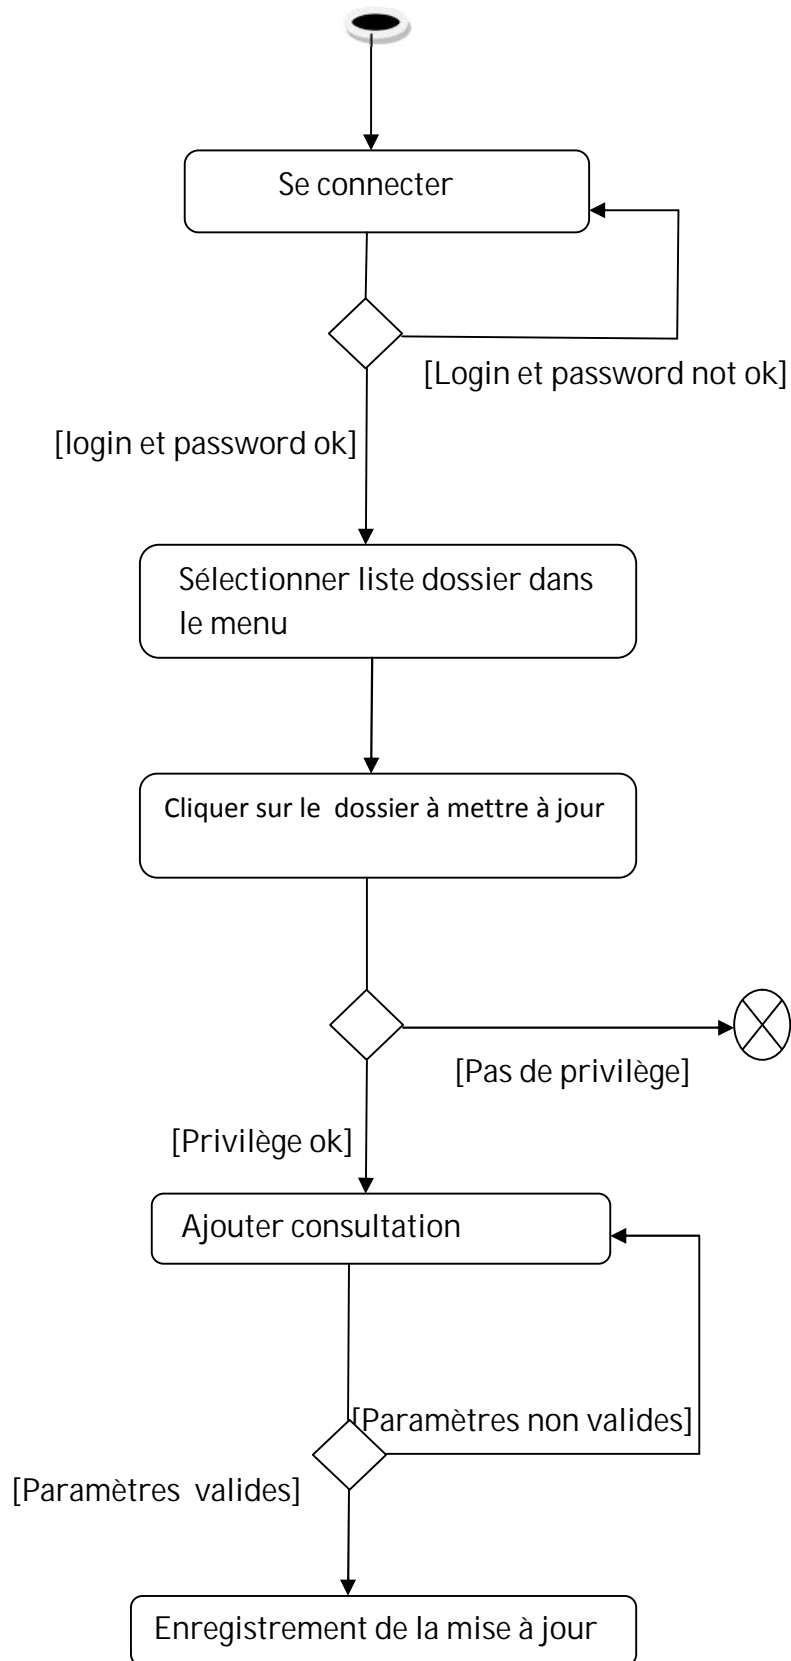 Se connecter
[Login et password not ok]
[login et password ok]
Sélectionner liste dossier dans
le menu
Cliquer sur le  dossier à mettre à jour
[Pas de privilège]
[Privilège ok]
Ajouter consultation
[Paramètres non valides]
[Paramètres  valides]
Enregistrement de la mise à jour